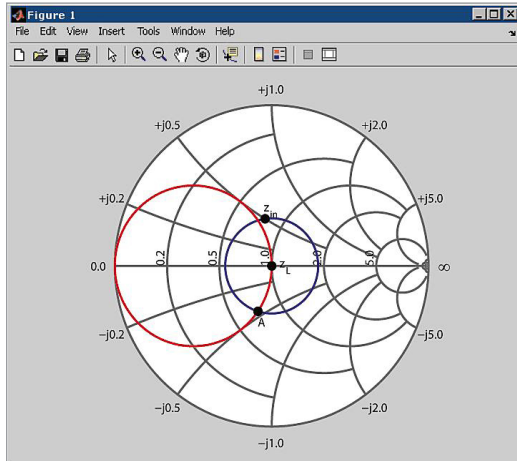 Figure 1
File Edit View Insert Tools Window Help
+j1.0
+j0.5
+j2.0
+j0.2
+j5.0
z_in
0.0
0.2
0.5
1.0
z_L
2.0
5.0
∞
A
−j0.2
−j5.0
−j0.5
−j2.0
−j1.0